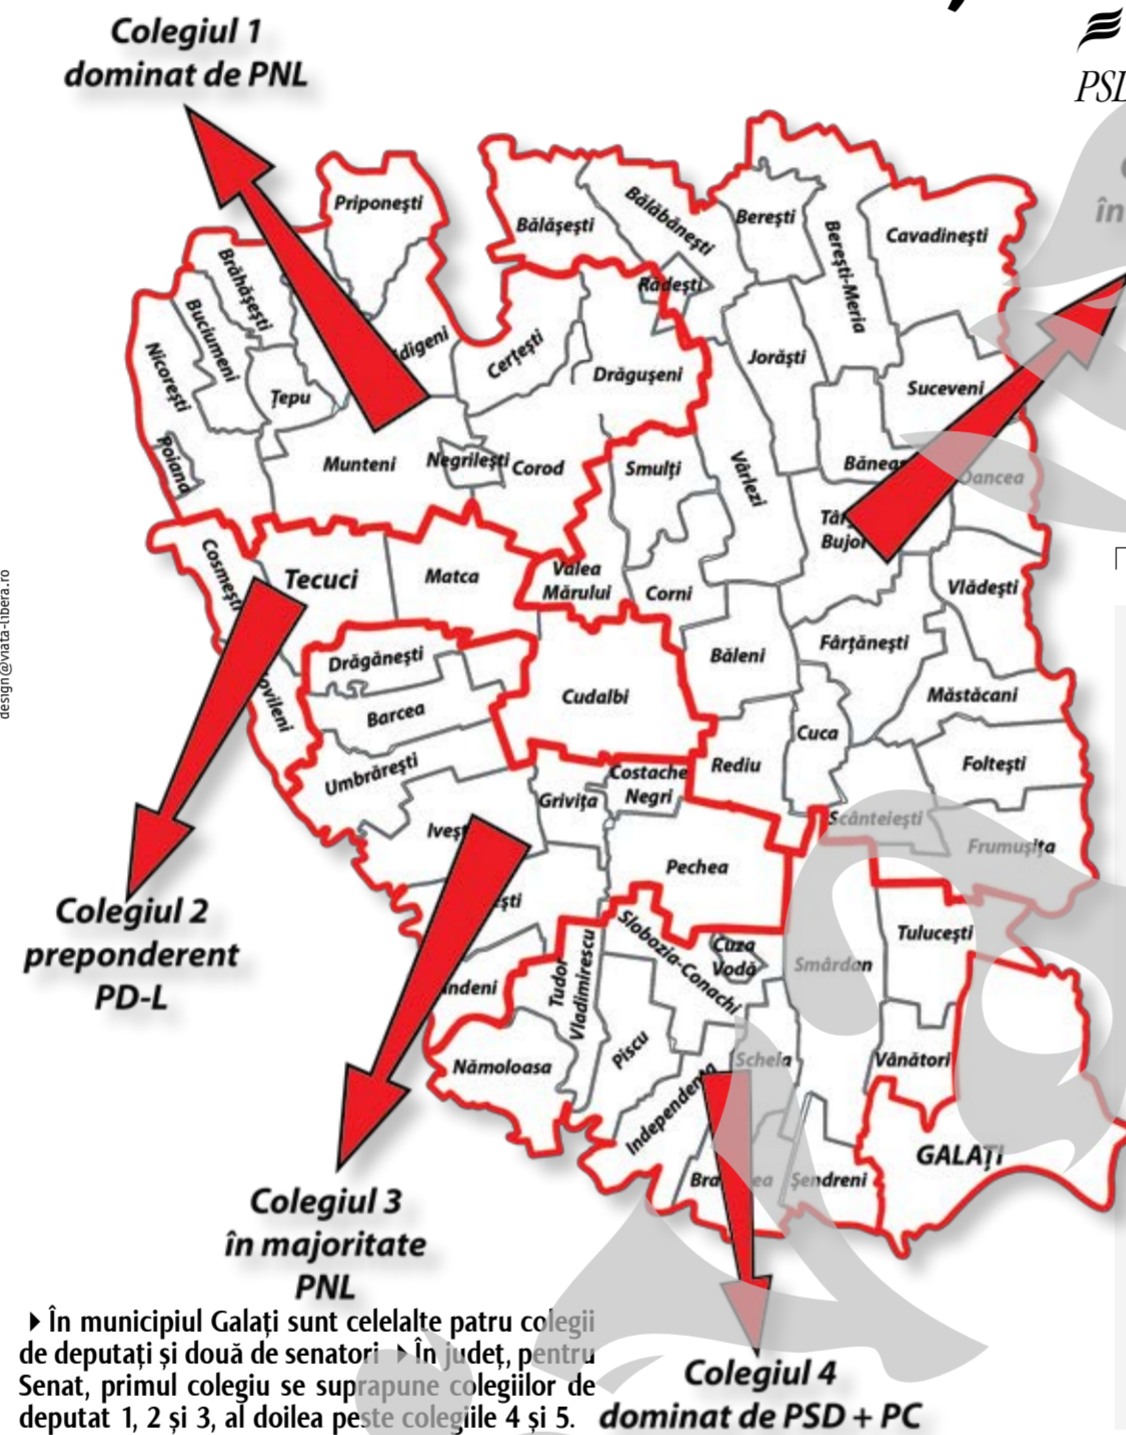 Colegiul 1
dominat de PNL
Priponești
Bălășești
Bălăbănești
Berești
Berești-Meria
Cavadinești
Brăhășești
Buciumeni
Nicorești
Țepu
Poiana
Munteni
Negrilești
Corod
Certești
Rădești
Drăgușeni
Jorăști
Suceveni
Smulți
Vârlezi
Oancea
Bujor
Cosmești
Tecuci
Matca
Valea
Mărului
Corni
Vlădești
Drăgănești
Barcea
Umbrărești
Cudalbi
Băleni
Fârțănești
Măstăcani
Cuca
Rediu
Foltești
Costache
Negri
Grivița
Scânteiești
Frumușița
Pechea
Slobozia-Conachi
Cuza
Vodă
Smârdan
Tulucești
Tudor
Vladimirescu
Piscu
Nămoloasa
Independența
Schela
Vânători
Șendreni
GALAȚI
design@viata-libera.ro
Colegiul 2
preponderent
PD-L
Colegiul 3
în majoritate
PNL
Colegiul 4
dominat de PSD + PC
În municipiul Galați sunt celelalte patru colegii
de deputați și două de senatori În județ, pentru
Senat, primul colegiu se suprapune colegiilor de
deputat 1, 2 și 3, al doilea peste colegiile 4 și 5.